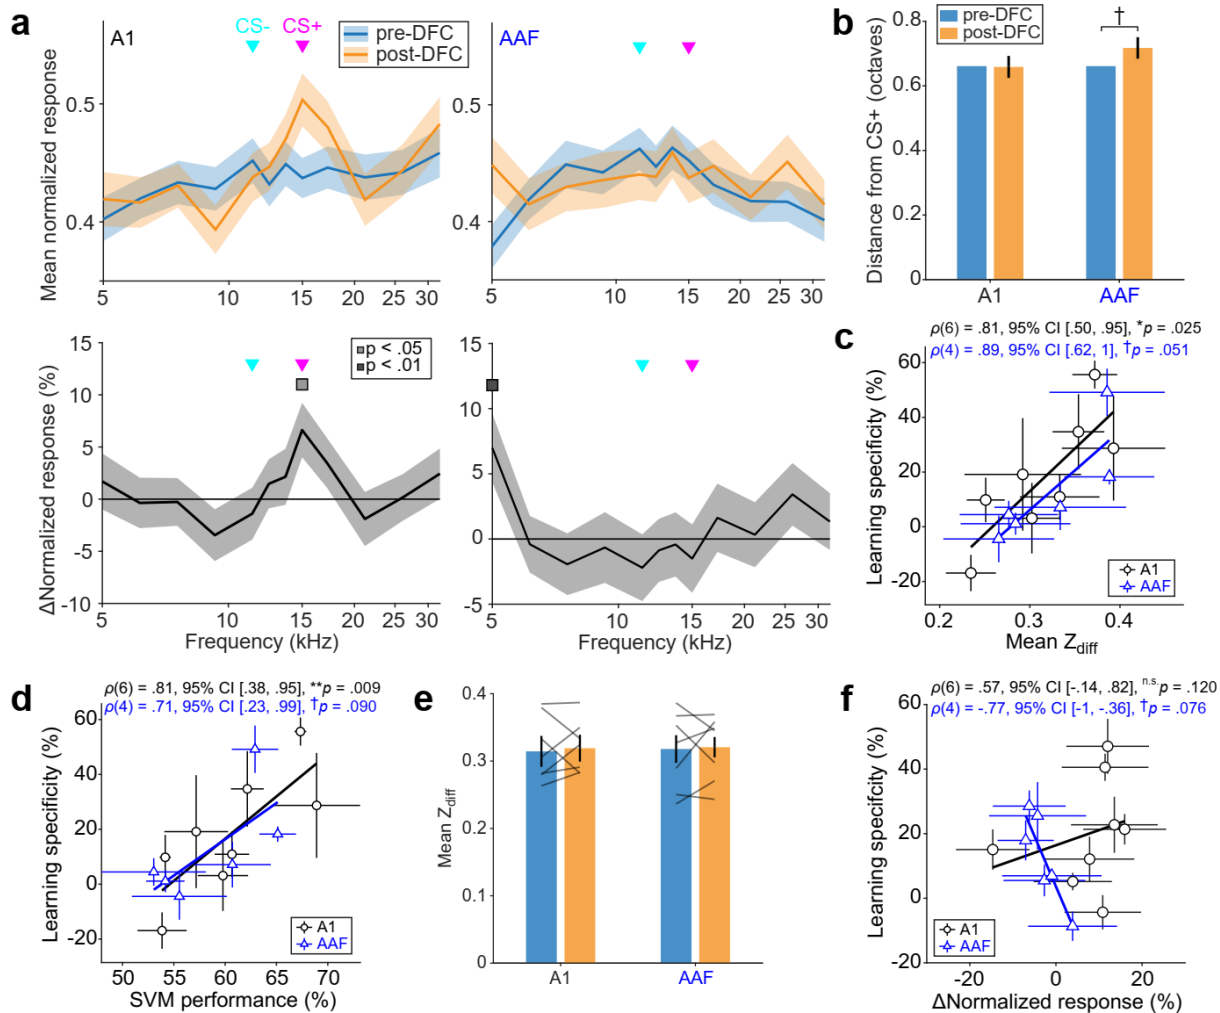 a
A1
CS-
CS+
pre-DFC
post-DFC
AAF
Mean normalized response
0.5
0.4
5
10
15
20
30
0.5
0.4
5
10
15
20
30
ΔNormalized response (%)
15
10
5
0
-5
-10
p < .05
p < .01
5
10
15
20
30
Frequency (kHz)
15
10
5
0
-5
5
10
15
20
30
Frequency (kHz)
b
pre-DFC
post-DFC
†
Distance from CS+ (octaves)
0.8
0.6
0.4
0.2
0
A1
AAF
c
ρ(6) = .81, 95% CI [.50, .95], *p = .025
ρ(4) = .89, 95% CI [.62, 1], †p = .051
Learning specificity (%)
60
40
20
0
-20
A1
AAF
0.2
0.3
0.4
Mean Zdiff
d
ρ(6) = .81, 95% CI [.38, .95], **p = .009
ρ(4) = .71, 95% CI [.23, .99], †p = .090
Learning specificity (%)
60
40
20
0
-20
A1
AAF
50
55
60
65
70
SVM performance (%)
e
Mean Zdiff
0.4
0.3
0.2
0.1
0
A1
AAF
f
ρ(6) = .57, 95% CI [-.14, .82], n.s.p = .120
ρ(4) = -.77, 95% CI [-1, -.36], †p = .076
Learning specifcity (%)
60
40
20
0
-20
A1
AAF
-20
0
20
ΔNormalized response (%)